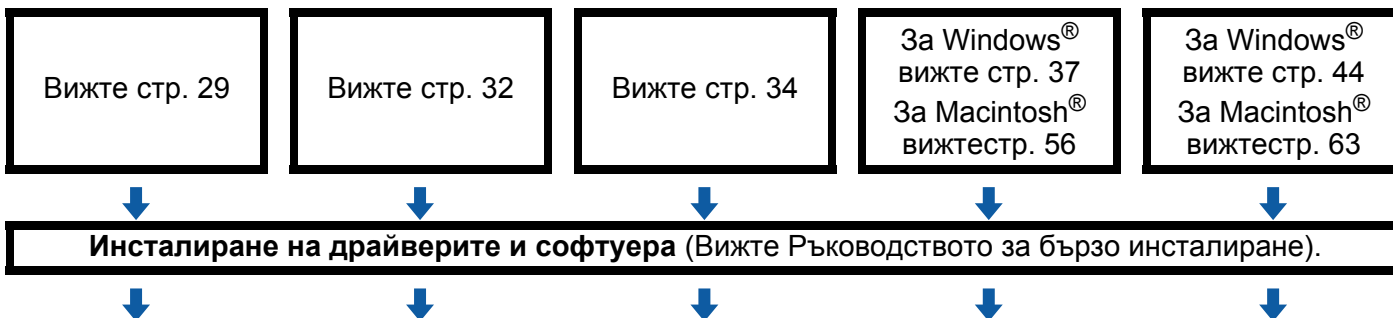 Вижте стр. 29
Вижте стр. 32
Вижте стр. 34
За Windows®
вижте стр. 37
За Macintosh®
вижтестр. 56
За Windows®
вижте стр. 44
За Macintosh®
вижтестр. 63
Инсталиране на драйверите и софтуера (Вижте Ръководството за бързо инсталиране).